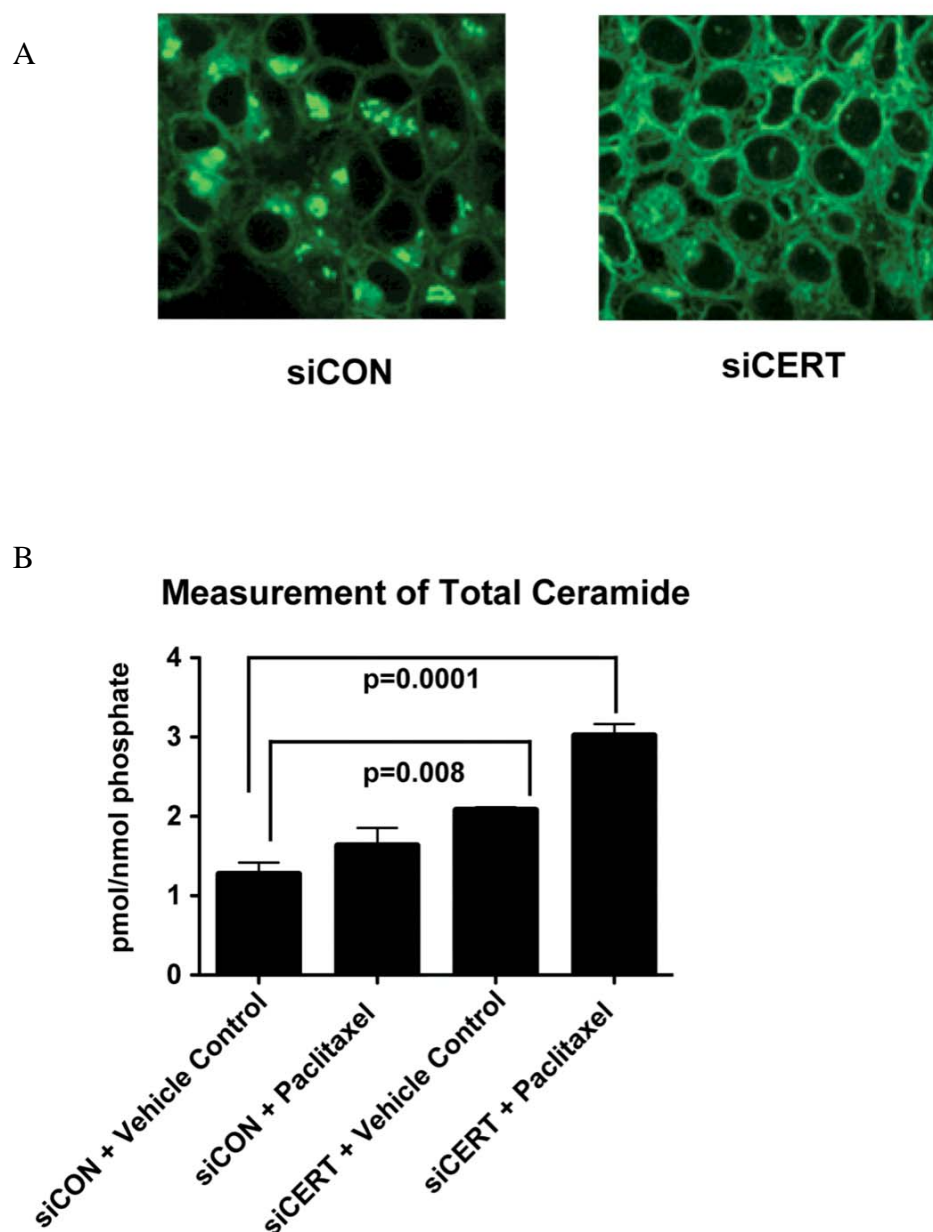 A
siCON
siCERT
B
Measurement of Total Ceramide
pmol/nmol phosphate
4
3
2
1
0
p=0.0001
p=0.008
siCON + Vehicle Control
siCON + Paclitaxel
siCERT + Vehicle Control
siCERT + Paclitaxel